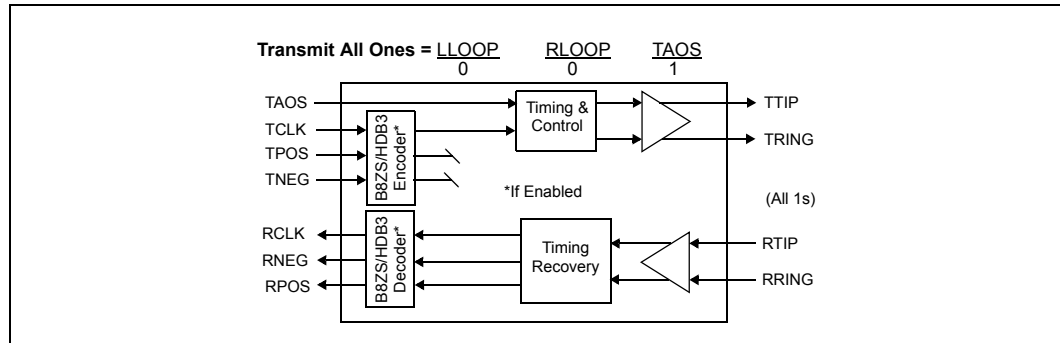 Transmit All Ones = LLOOP RLOOP TAOS
0 0 1
TAOS
TCLK
TPOS
TNEG
B8ZS/HDB3
Encoder*
Timing &
Control
TTIP
TRING
*If Enabled
(All 1s)
RCLK
RNEG
RPOS
B8ZS/HDB3
Decoder*
Timing
Recovery
RTIP
RRING